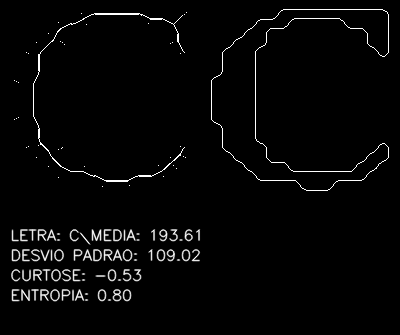 C C
LETRA: C\MEDIA: 193.61
DESVIO PADRAO: 109.02
CURTOSE: -0.53
ENTROPIA: 0.80